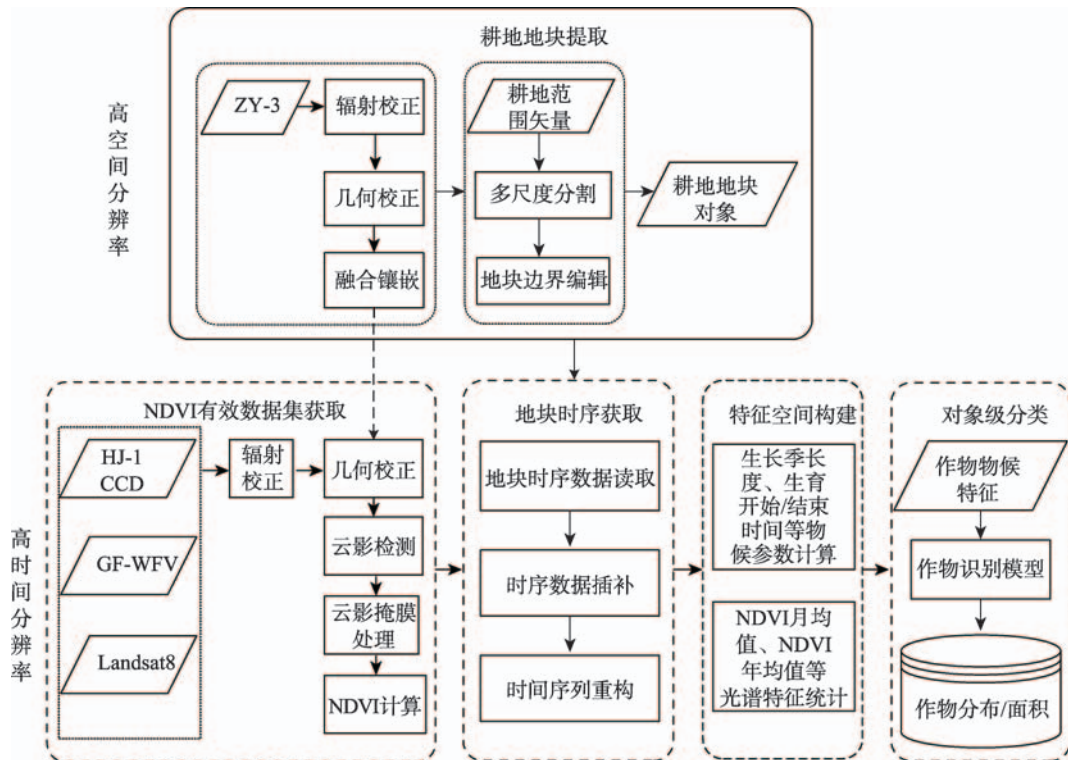 耕地地块提取
高空间分辨率
ZY-3
辐射校正
几何校正
融合镶嵌
耕地范
围矢量
多尺度分割
地块边界编辑
耕地地块
对象
高时间分辨率
NDVI有效数据集获取
HJ-1
CCD
GF-WFV
Landsat8
辐射
校正
几何校正
云影检测
云影掩膜
处理
NDVI计算
地块时序获取
地块时序数据读取
时序数据插补
时间序列重构
特征空间构建
生长季长
度、生育
开始/结束
时间等物
候参数计算
NDVI月均
值、NDVI
年均值等
光谱特征统计
对象级分类
作物物候
特征
作物识别模型
作物分布/面积